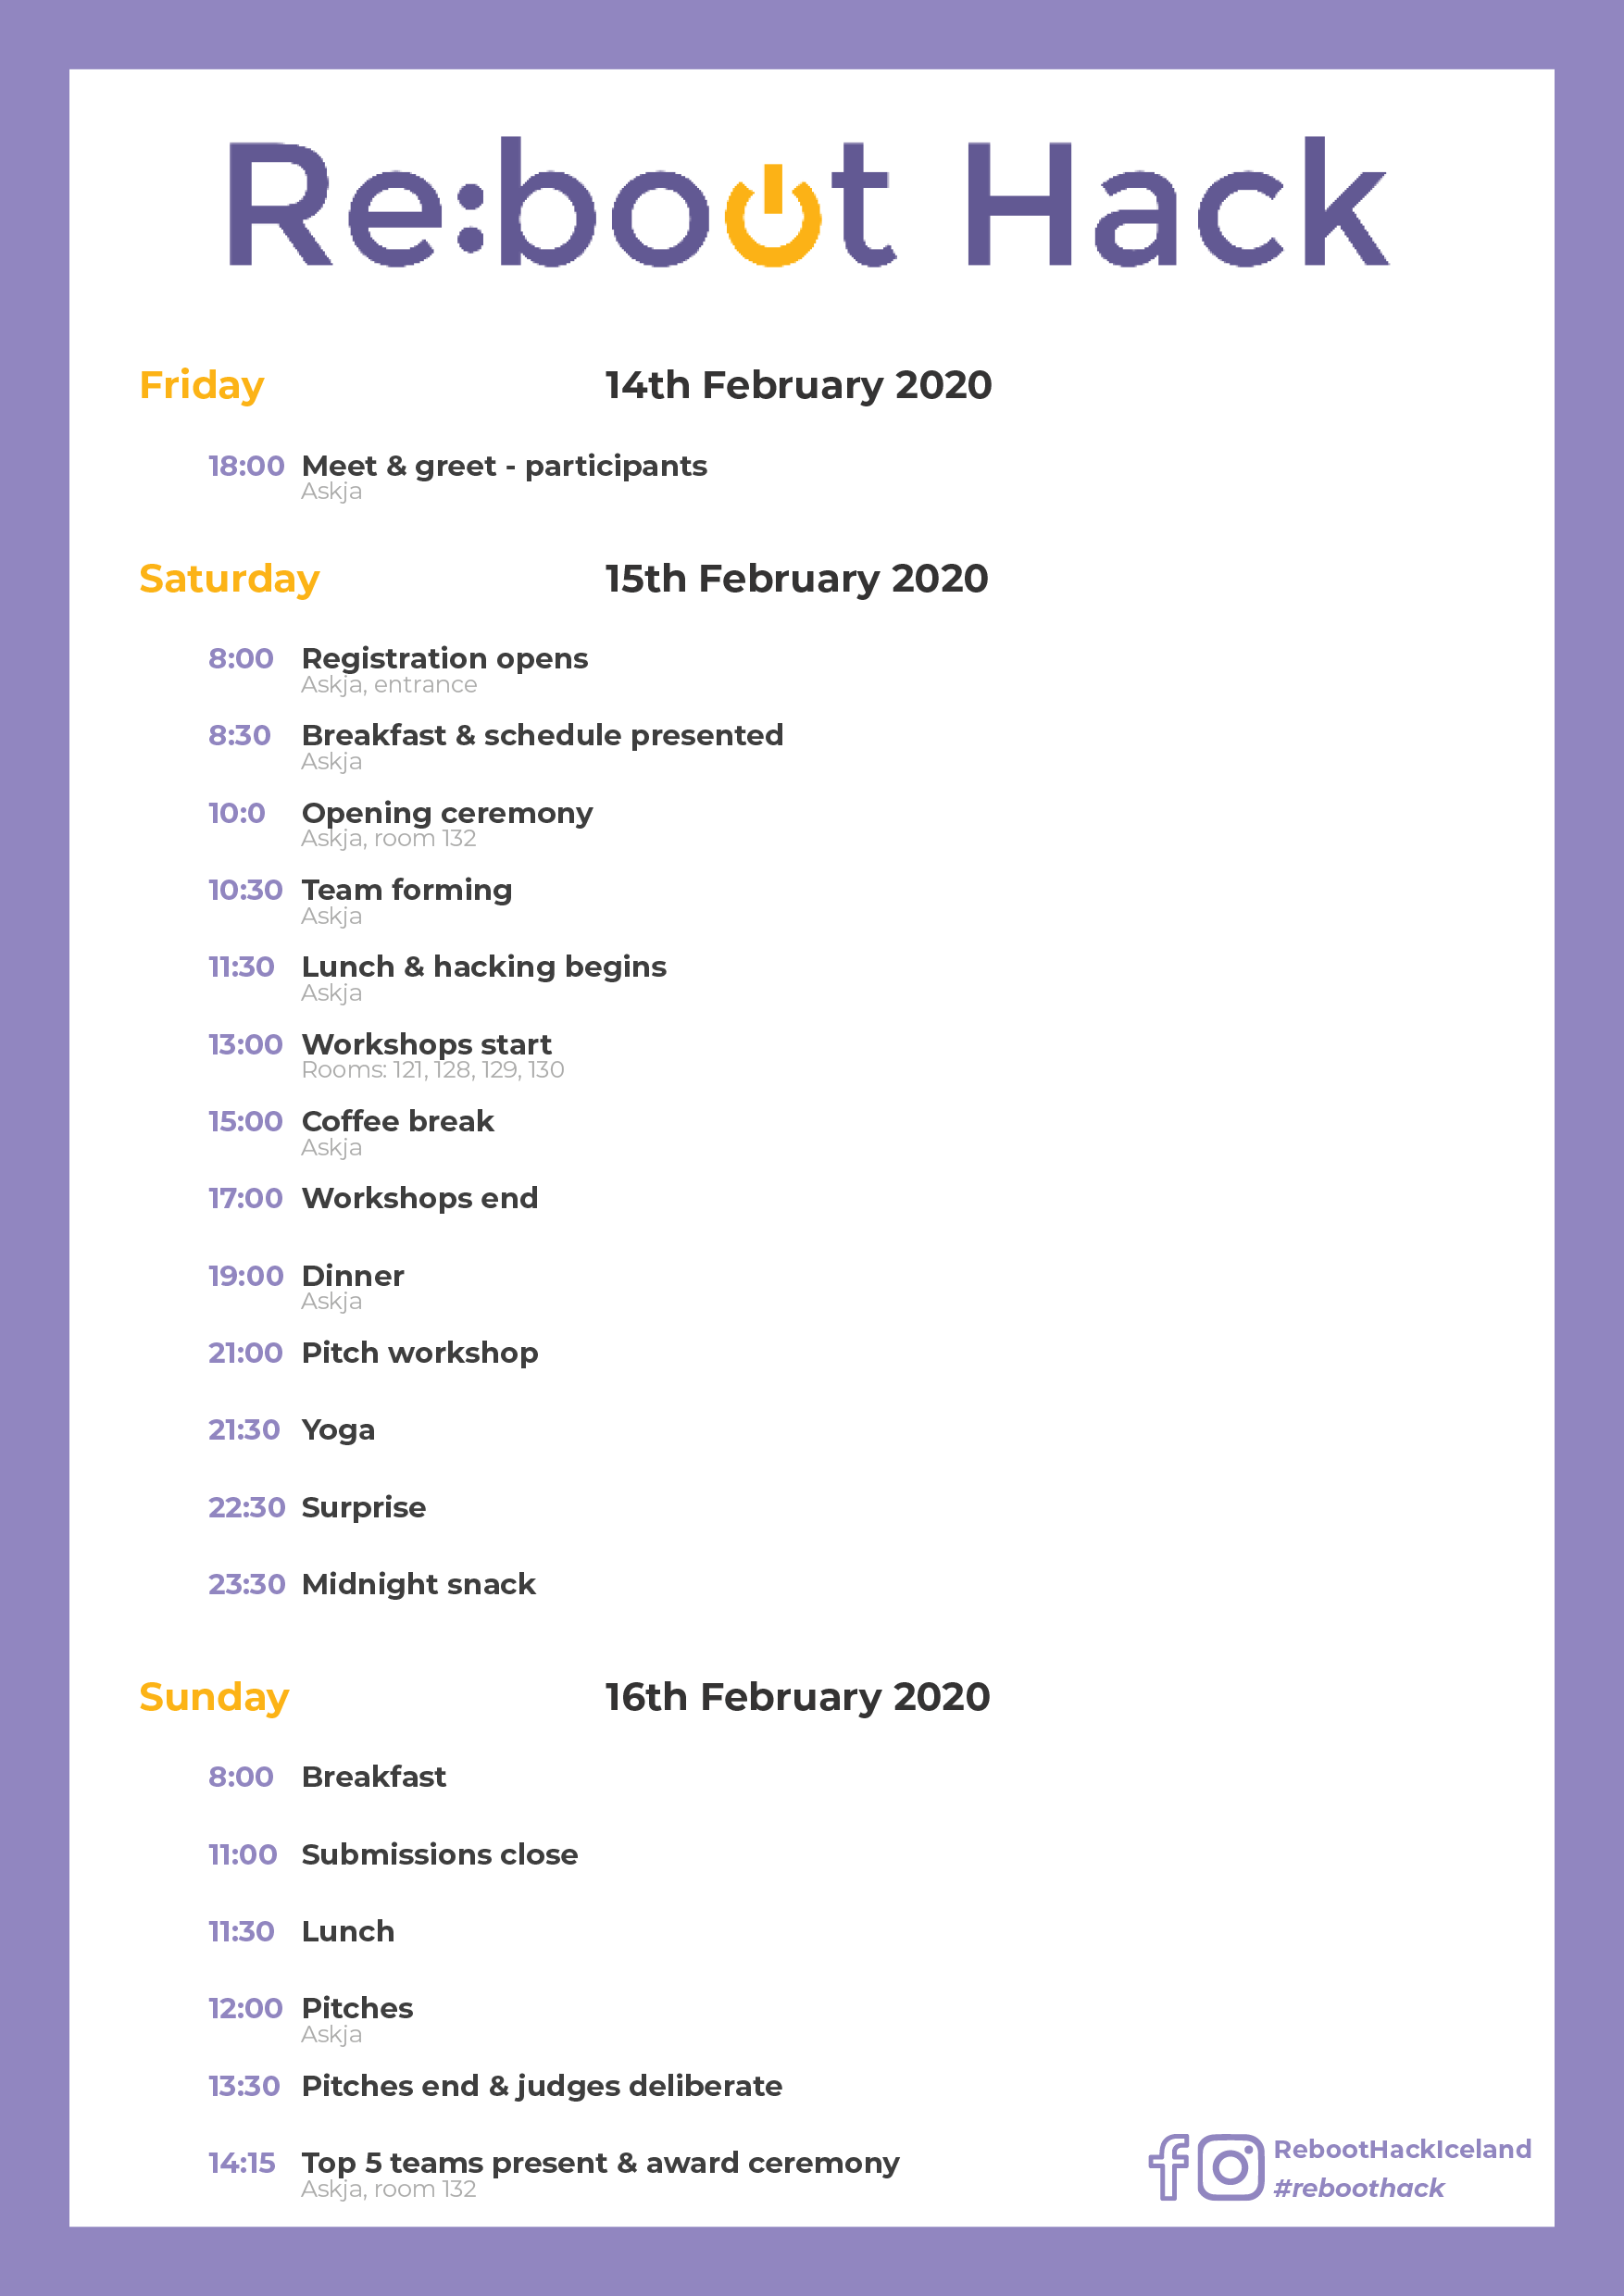 Re:boot Hack
Friday 14th February 2020
18:00 Meet & greet - participants
Askja
Saturday 15th February 2020
8:00 Registration opens
Askja, entrance
8:30 Breakfast & schedule presented
Askja
10:0 Opening ceremony
Askja, room 132
10:30 Team forming
Askja
11:30 Lunch & hacking begins
Askja
13:00 Workshops start
Rooms: 121, 128, 129, 130
15:00 Coffee break
Askja
17:00 Workshops end
19:00 Dinner
Askja
21:00 Pitch workshop
21:30 Yoga
22:30 Surprise
23:30 Midnight snack
Sunday 16th February 2020
8:00 Breakfast
11:00 Submissions close
11:30 Lunch
12:00 Pitches
Askja
13:30 Pitches end & judges deliberate
14:15 Top 5 teams present & award ceremony
Askja, room 132
RebootHackIceland
#reboothack